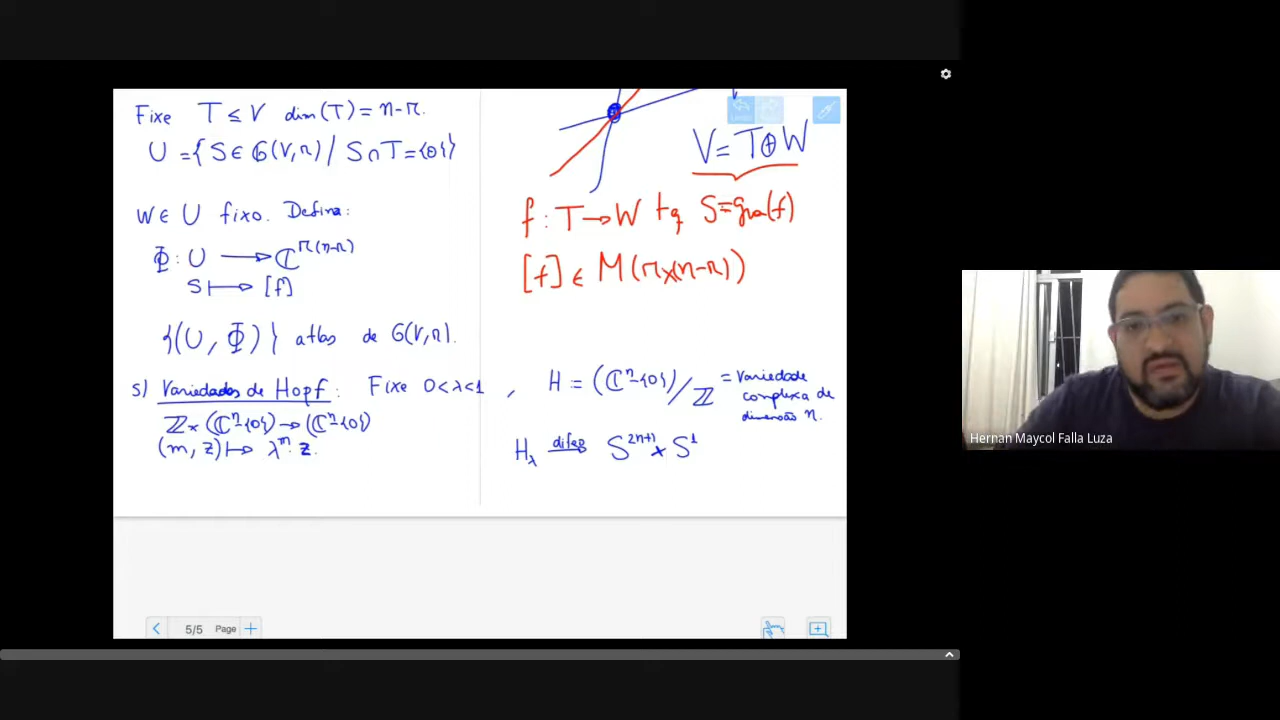 Fixe T ≤ V dim(T) = n-r.
U = { S ∈ G(V,r) / S∩T = {0} }
W ∈ U fixo. Defina:
Φ: U → ℂ^{r(n-r)}
S ↦ [f]
{(U, Φ)} atlas de G(V,r).
V = T⊕W
f: T → W tq S = gra(f)
[f] ∈ M(r×(n-r))
5) Variedades de Hopf: Fixe 0<λ<1,
ℤ × (ℂ^n-{0}) → (ℂ^n-{0})
(m, z) ↦ λ^m · z.
H := (ℂ^n-{0})/ℤ = variedade
complexa de
dimensão n.
H_λ difeo S^{2n+1} × S^1
5/5 Page
Hernan Maycol Falla Luza